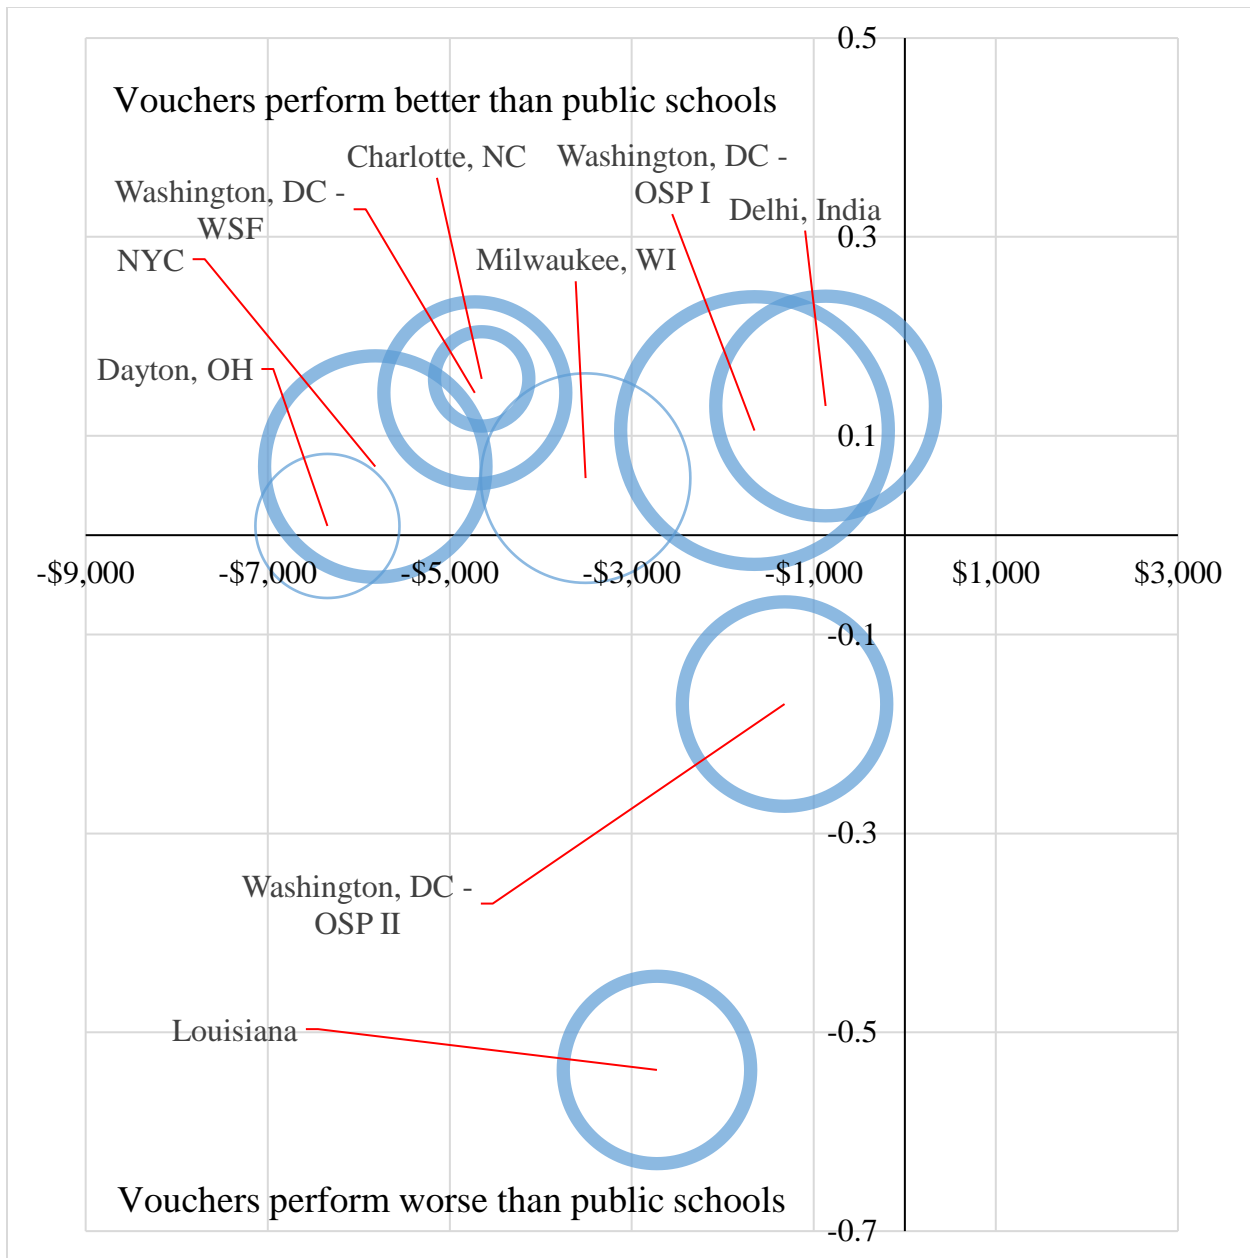 0.5
Vouchers perform better than public schools
Charlotte, NC
Washington, DC -
OSP I
Washington, DC -
WSF
Delhi, India
0.3
NYC
Milwaukee, WI
Dayton, OH
0.1
-$9,000
-$7,000
-$5,000
-$3,000
-$1,000
$1,000
$3,000
-0.1
-0.3
Washington, DC -
OSP II
Louisiana
-0.5
Vouchers perform worse than public schools
-0.7